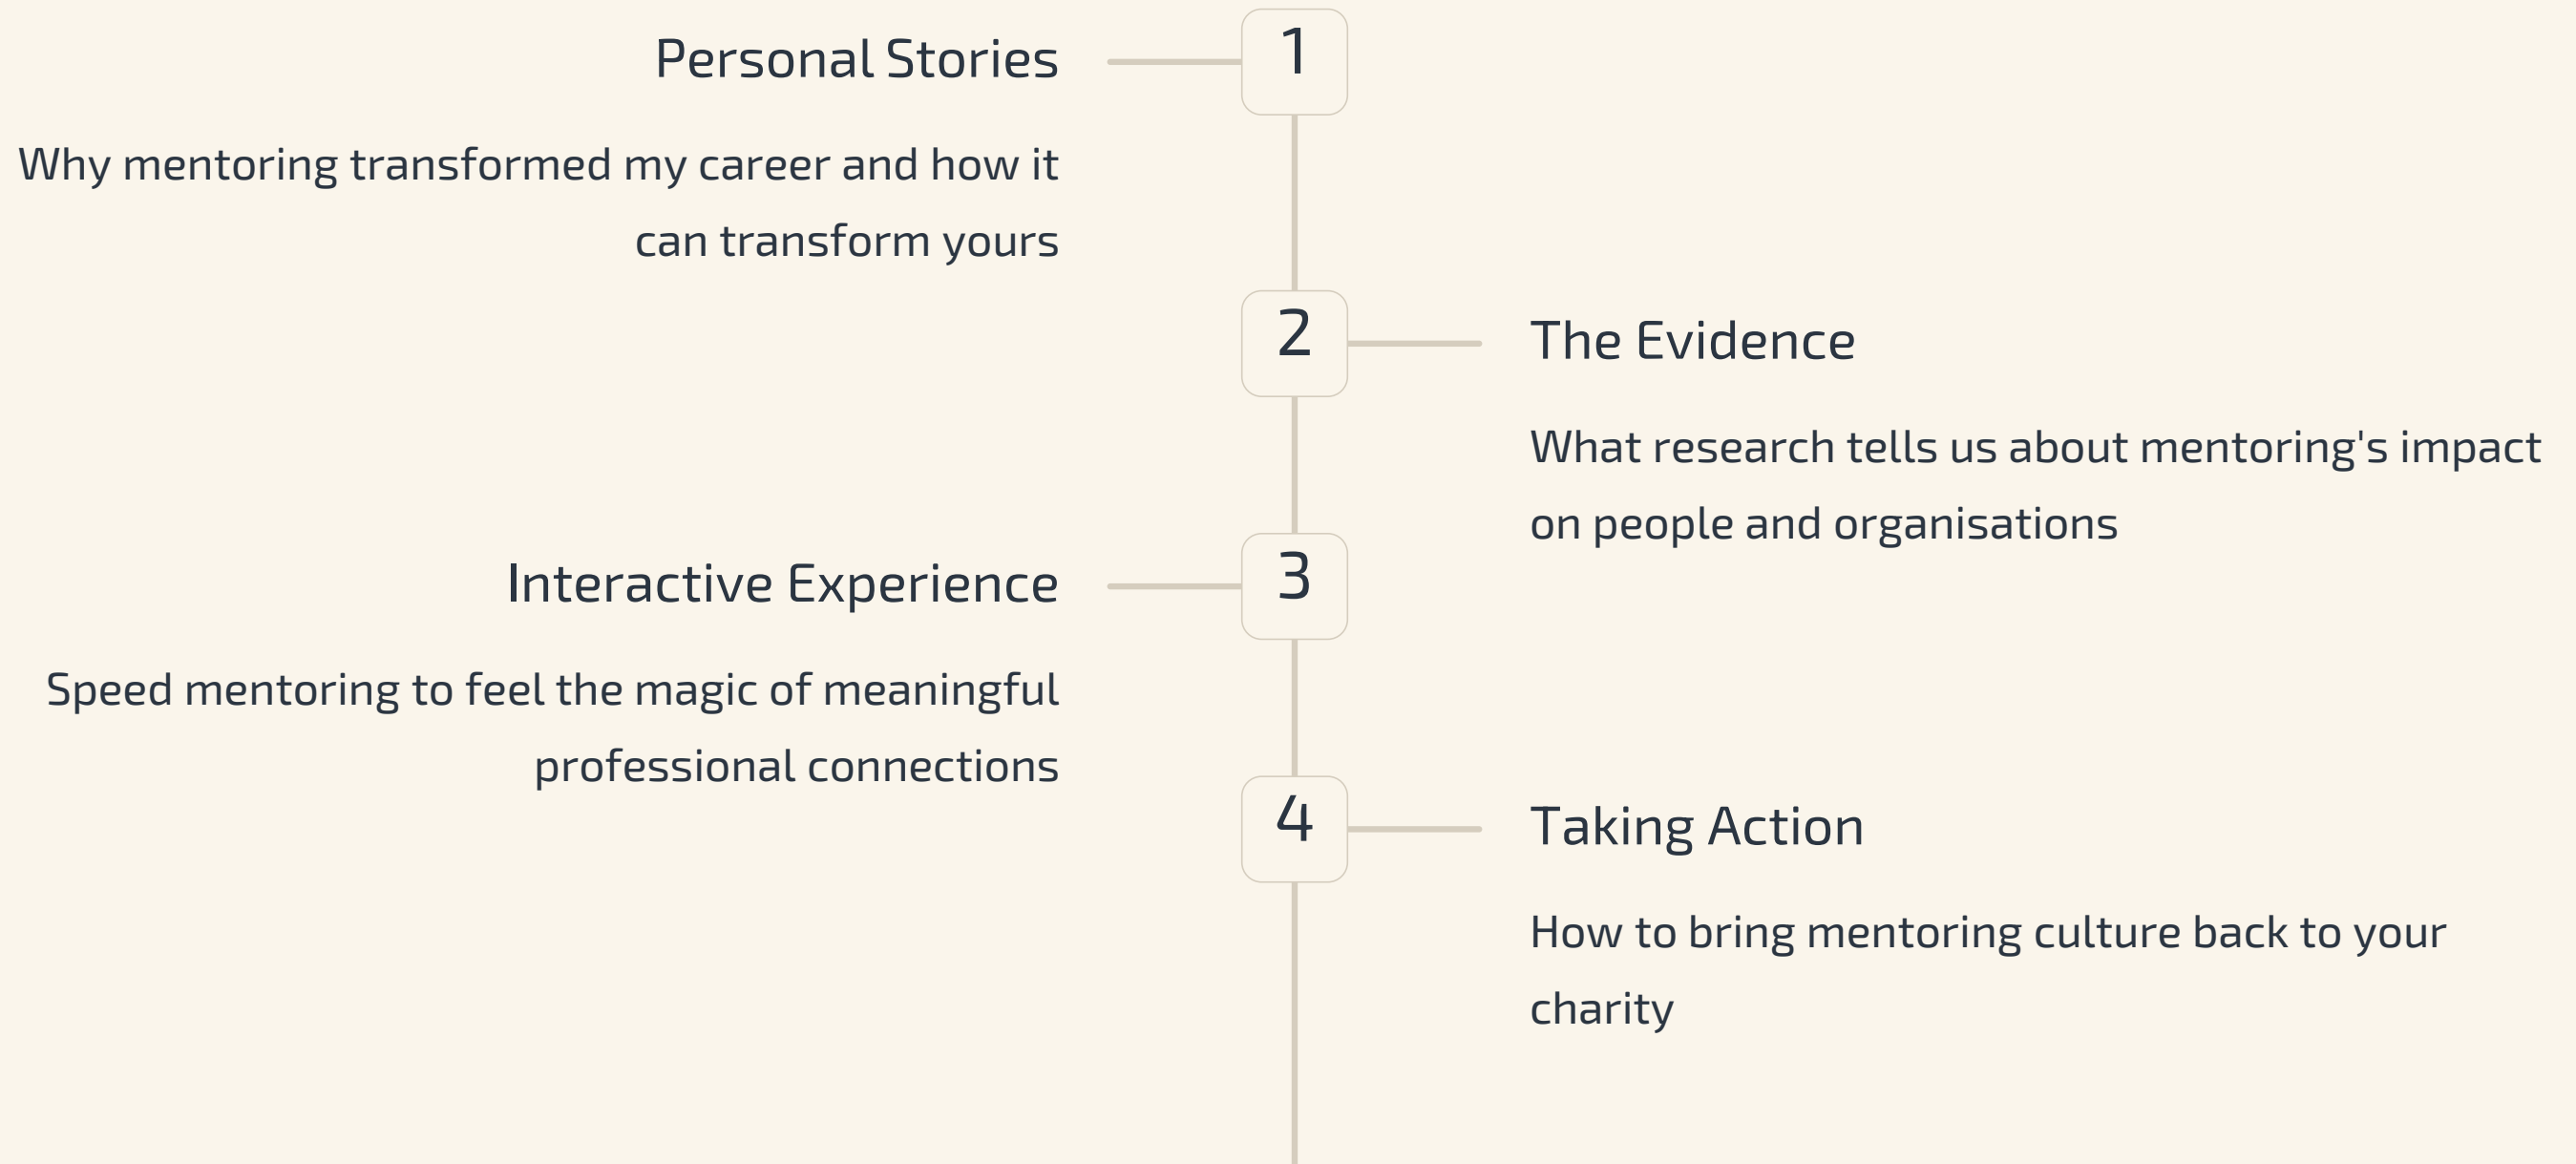 1
Personal Stories
Why mentoring transformed my career and how it
can transform yours
2
The Evidence
What research tells us about mentoring's impact
on people and organisations
3
Interactive Experience
Speed mentoring to feel the magic of meaningful
professional connections
4
Taking Action
How to bring mentoring culture back to your
charity